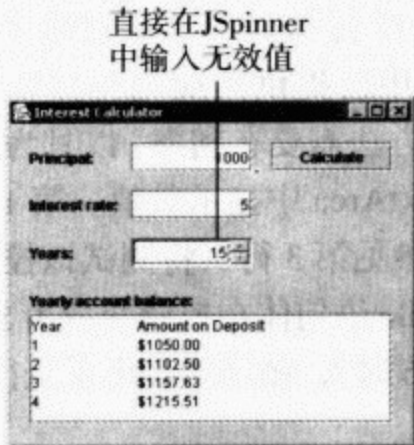 直接在JSpinner
中输入无效值
Interest Calculator
Principal: 1000 Calculate
Interest rate: 5
Years: 15
Yearly account balance:
Year Amount on Deposit
1 $1050.00
2 $1102.50
3 $1157.63
4 $1215.51